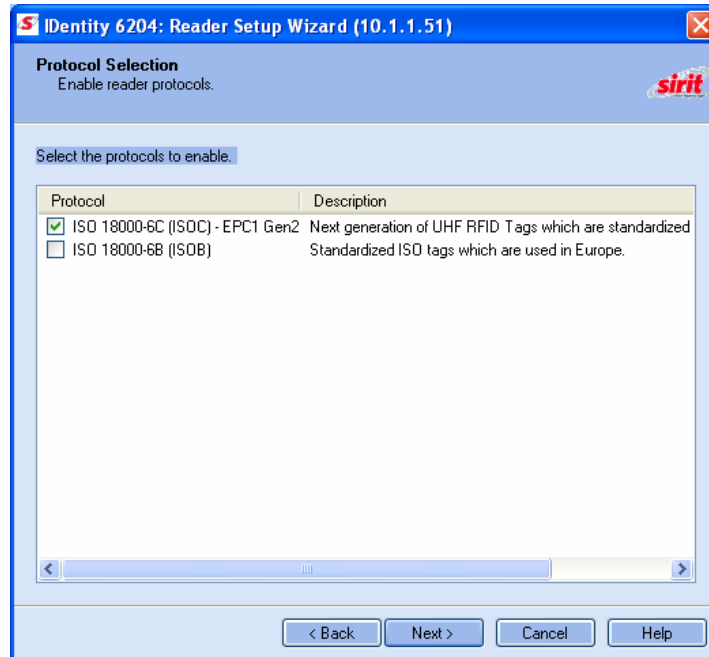 IDentity 6204: Reader Setup Wizard (10.1.1.51)
Protocol Selection
Enable reader protocols.
sirit
Select the protocols to enable.
Protocol Description
ISO 18000-6C (ISOC) - EPC1 Gen2 Next generation of UHF RFID Tags which are standardized
ISO 18000-6B (ISOB) Standardized ISO tags which are used in Europe.
< Back Next > Cancel Help